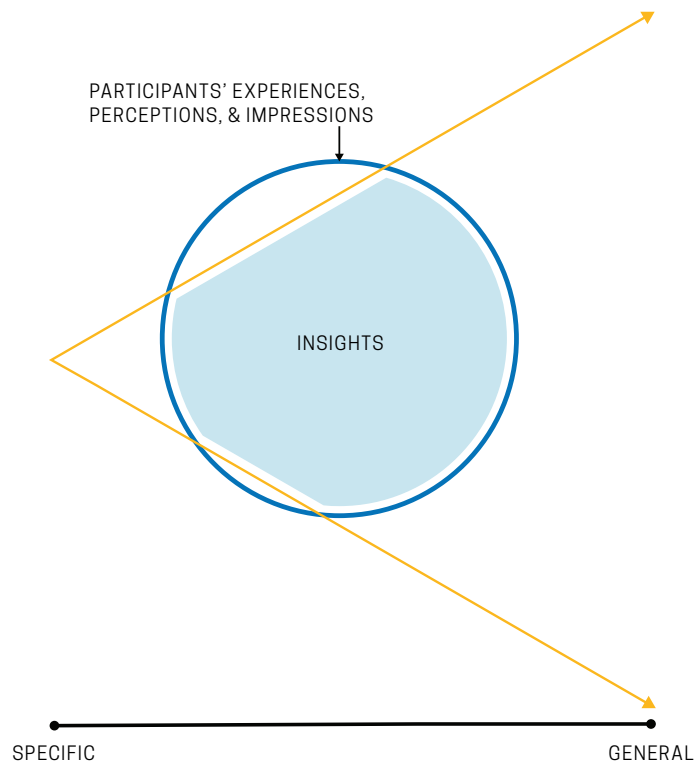 PARTICIPANTS’ EXPERIENCES,
PERCEPTIONS, & IMPRESSIONS
INSIGHTS
SPECIFIC
GENERAL